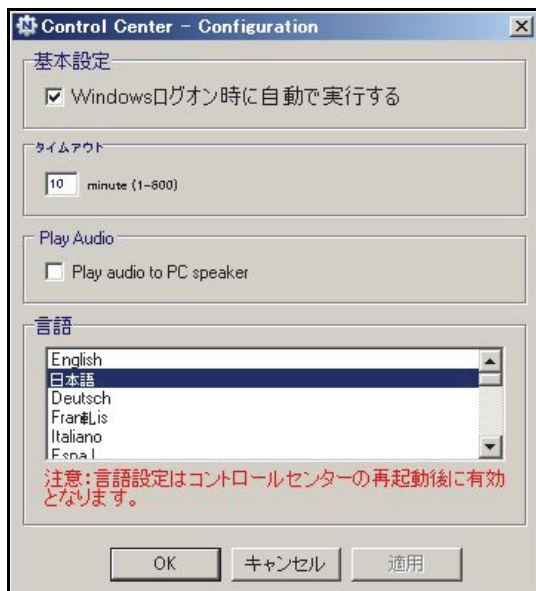 Control Center - Configuration
基本設定
Windowsログオン時に自動で実行する
タイムアウト
10 minute (1-600)
Play Audio
Play audio to PC speaker
言語
English
日本語
Deutsch
Italiano
注意:言語設定はコントロールセンターの再起動後に有効
となります。
OK キャンセル 適用